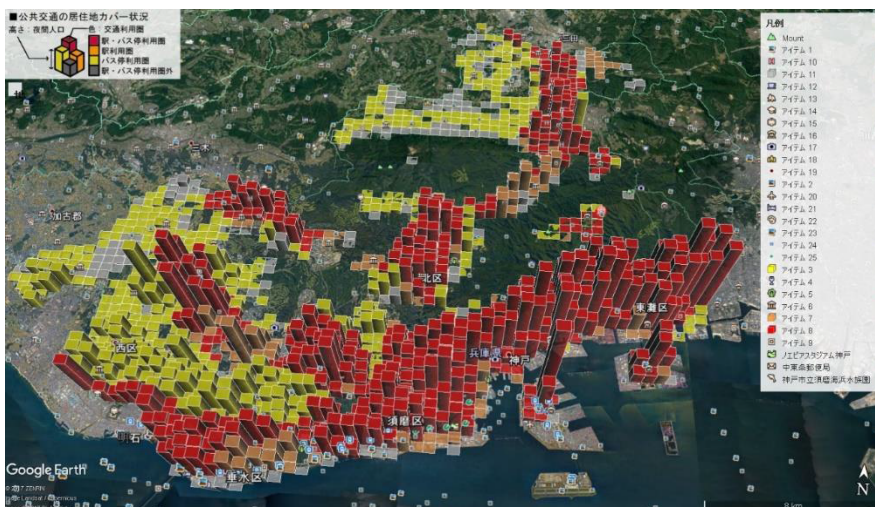 ■公共交通の居住地カバー状況
高さ：夜間人口
色：交通利用圏
駅・バス停利用圏
駅利用圏
バス停利用圏
駅・バス停利用圏外
三田
三木
加古郡
北区
西区
東灘区
兵庫県
神戸
須磨区
明石
垂水区
凡例
Mount
アイテム 1
アイテム 10
アイテム 11
アイテム 12
アイテム 13
アイテム 14
アイテム 15
アイテム 16
アイテム 17
アイテム 18
アイテム 19
アイテム 2
アイテム 20
アイテム 21
アイテム 22
アイテム 23
アイテム 24
アイテム 25
アイテム 3
アイテム 4
アイテム 5
アイテム 6
アイテム 7
アイテム 8
アイテム 9
ノエビアスタジアム神戸
中東条郵便局
神戸市立須磨海浜水族園
Google Earth
© 2017 ZENRIN
Image Landsat / Copernicus
N
8 km